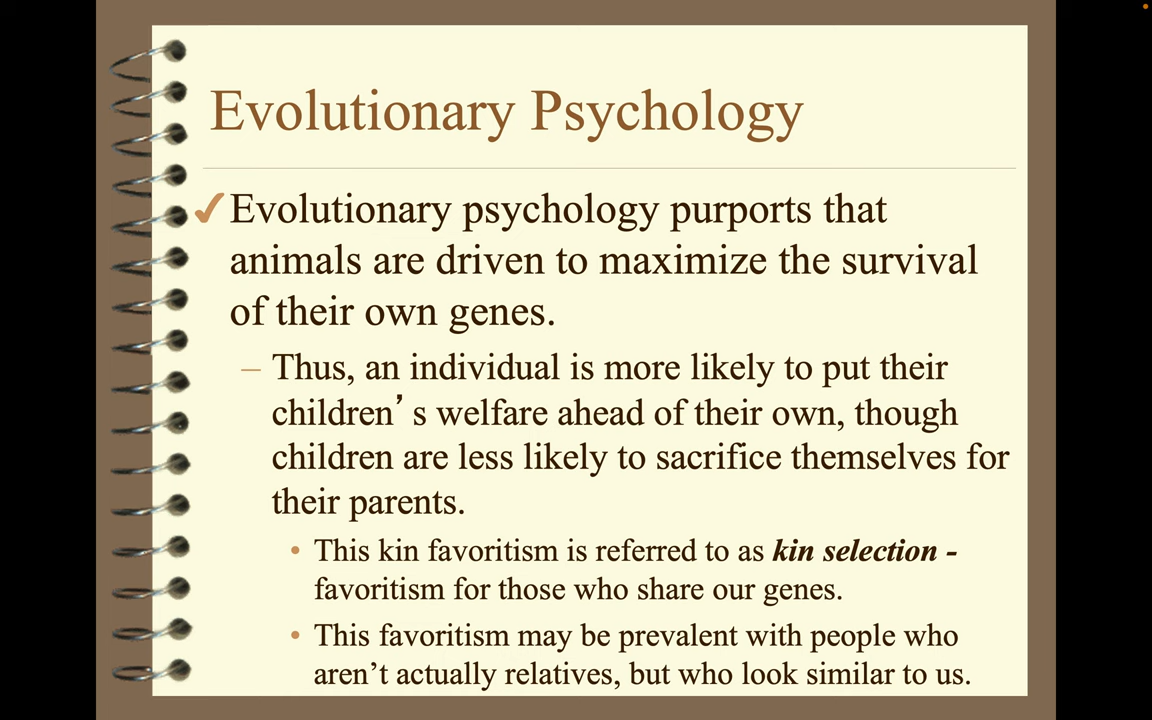 Evolutionary Psychology
✓Evolutionary psychology purports that
animals are driven to maximize the survival
of their own genes.
– Thus, an individual is more likely to put their
children’ s welfare ahead of their own, though
children are less likely to sacrifice themselves for
their parents.
• This kin favoritism is referred to as kin selection -
favoritism for those who share our genes.
• This favoritism may be prevalent with people who
aren’t actually relatives, but who look similar to us.